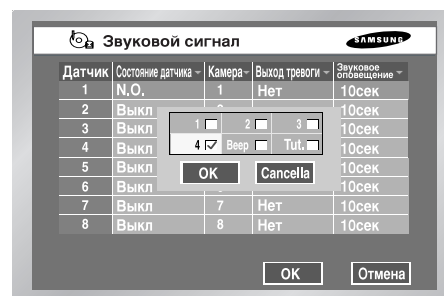 Звуковой сигнал
SAMSUNG
Датчик Состояние датчика Камера Выход тревоги Звуковое оповещение
1 N.O. 1 Нет 10сек
2 Выкл 10сек
3 Выкл 10сек
4 Выкл 10сек
5 Выкл 10сек
6 Выкл 10сек
7 Выкл 7 Нет 10сек
8 Выкл 8 Нет 10сек
1 2 3
4 Beep Tut.
OK Cancella
OK Отмена